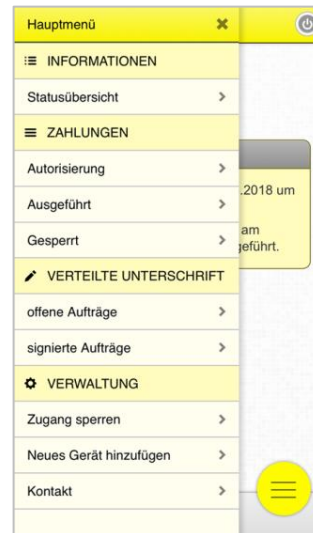 Hauptmenü
INFORMATIONEN
Statusübersicht
ZAHLUNGEN
Autorisierung
Ausgeführt
Gesperrt
VERTEILTE UNTERSCHRIFT
offene Aufträge
signierte Aufträge
VERWALTUNG
Zugang sperren
Neues Gerät hinzufügen
Kontakt
.2018 um
am
geführt.